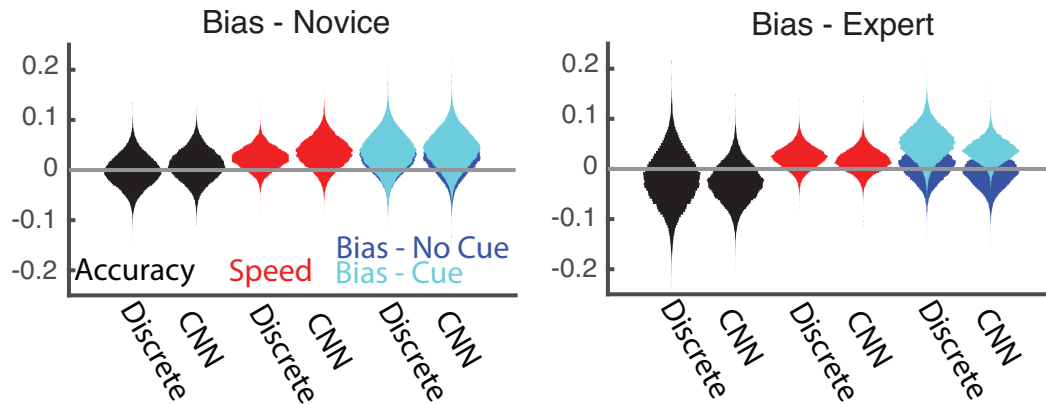 Bias - Novice
0.2
0.1
0
-0.1
-0.2
Accuracy
Speed
Bias - No Cue
Bias - Cue
Discrete
CNN
Discrete
CNN
Discrete
CNN
Bias - Expert
0.2
0.1
0
-0.1
-0.2
Discrete
CNN
Discrete
CNN
Discrete
CNN